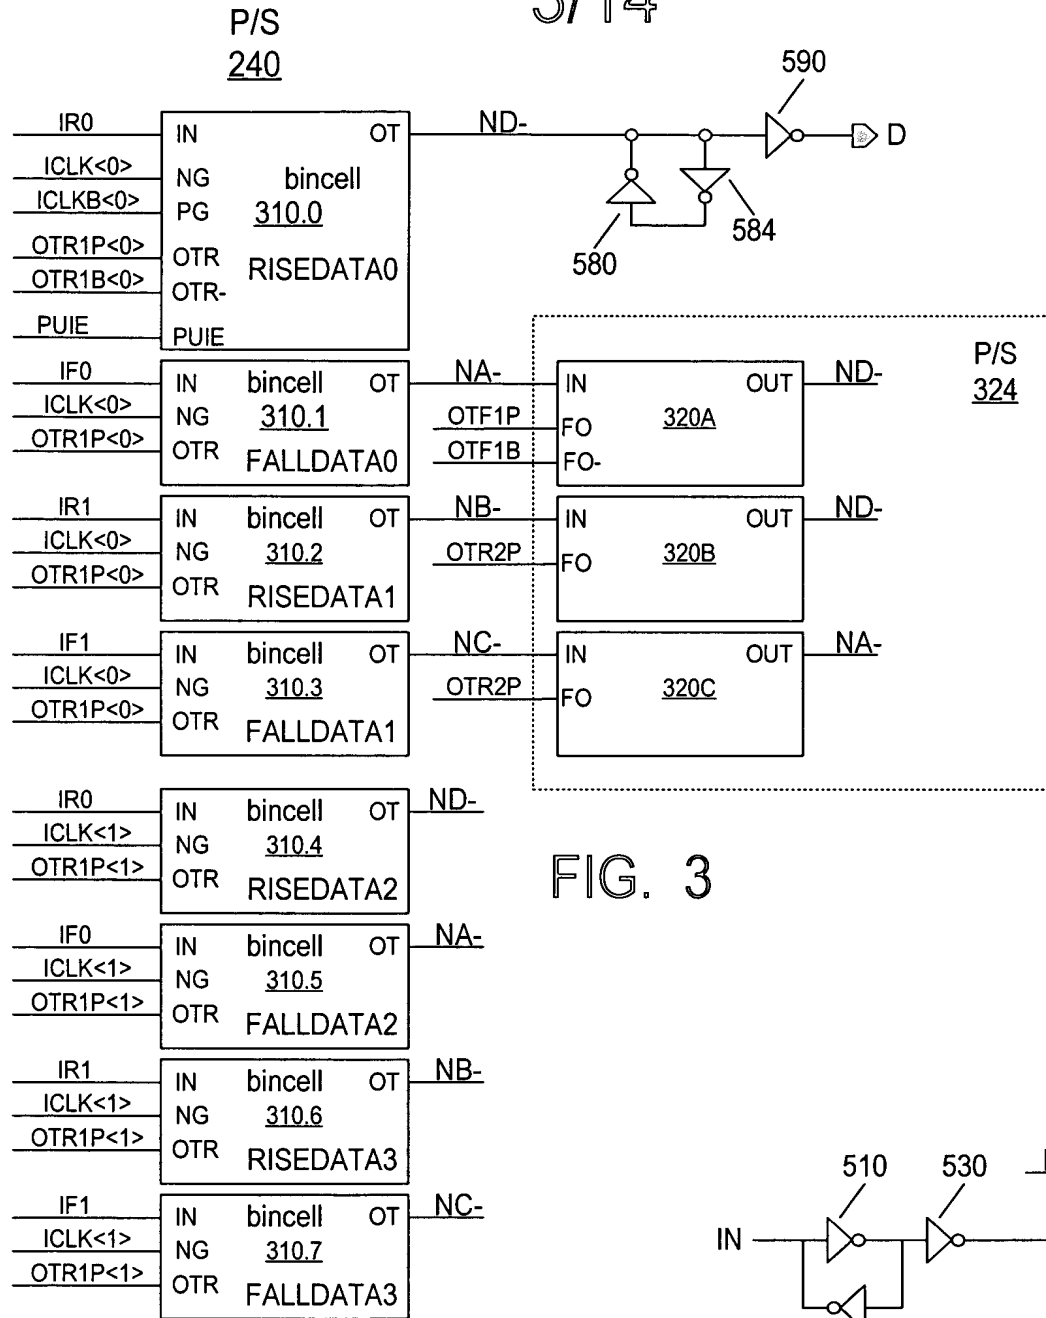 3/14
P/S
240
IR0
ICLK<0>
ICLKB<0>
OTR1P<0>
OTR1B<0>
PUIE
IN OT
NG bincell
PG 310.0
OTR RISEDATA0
OTR-
PUIE
ND-
590
D
580
584
IF0
ICLK<0>
OTR1P<0>
IN bincell OT
NG 310.1
OTR FALLDATA0
NA-
OTF1P
OTF1B
IN OUT
FO 320A
FO-
ND-
P/S
324
IR1
ICLK<0>
OTR1P<0>
IN bincell OT
NG 310.2
OTR RISEDATA1
NB-
OTR2P
IN OUT
FO 320B
ND-
IF1
ICLK<0>
OTR1P<0>
IN bincell OT
NG 310.3
OTR FALLDATA1
NC-
OTR2P
IN OUT
FO 320C
NA-
IR0
ICLK<1>
OTR1P<1>
IN bincell OT
NG 310.4
OTR RISEDATA2
ND-
FIG. 3
IF0
ICLK<1>
OTR1P<1>
IN bincell OT
NG 310.5
OTR FALLDATA2
NA-
IR1
ICLK<1>
OTR1P<1>
IN bincell OT
NG 310.6
OTR RISEDATA3
NB-
IF1
ICLK<1>
OTR1P<1>
IN bincell OT
NG 310.7
OTR FALLDATA3
NC-
510
530
IN